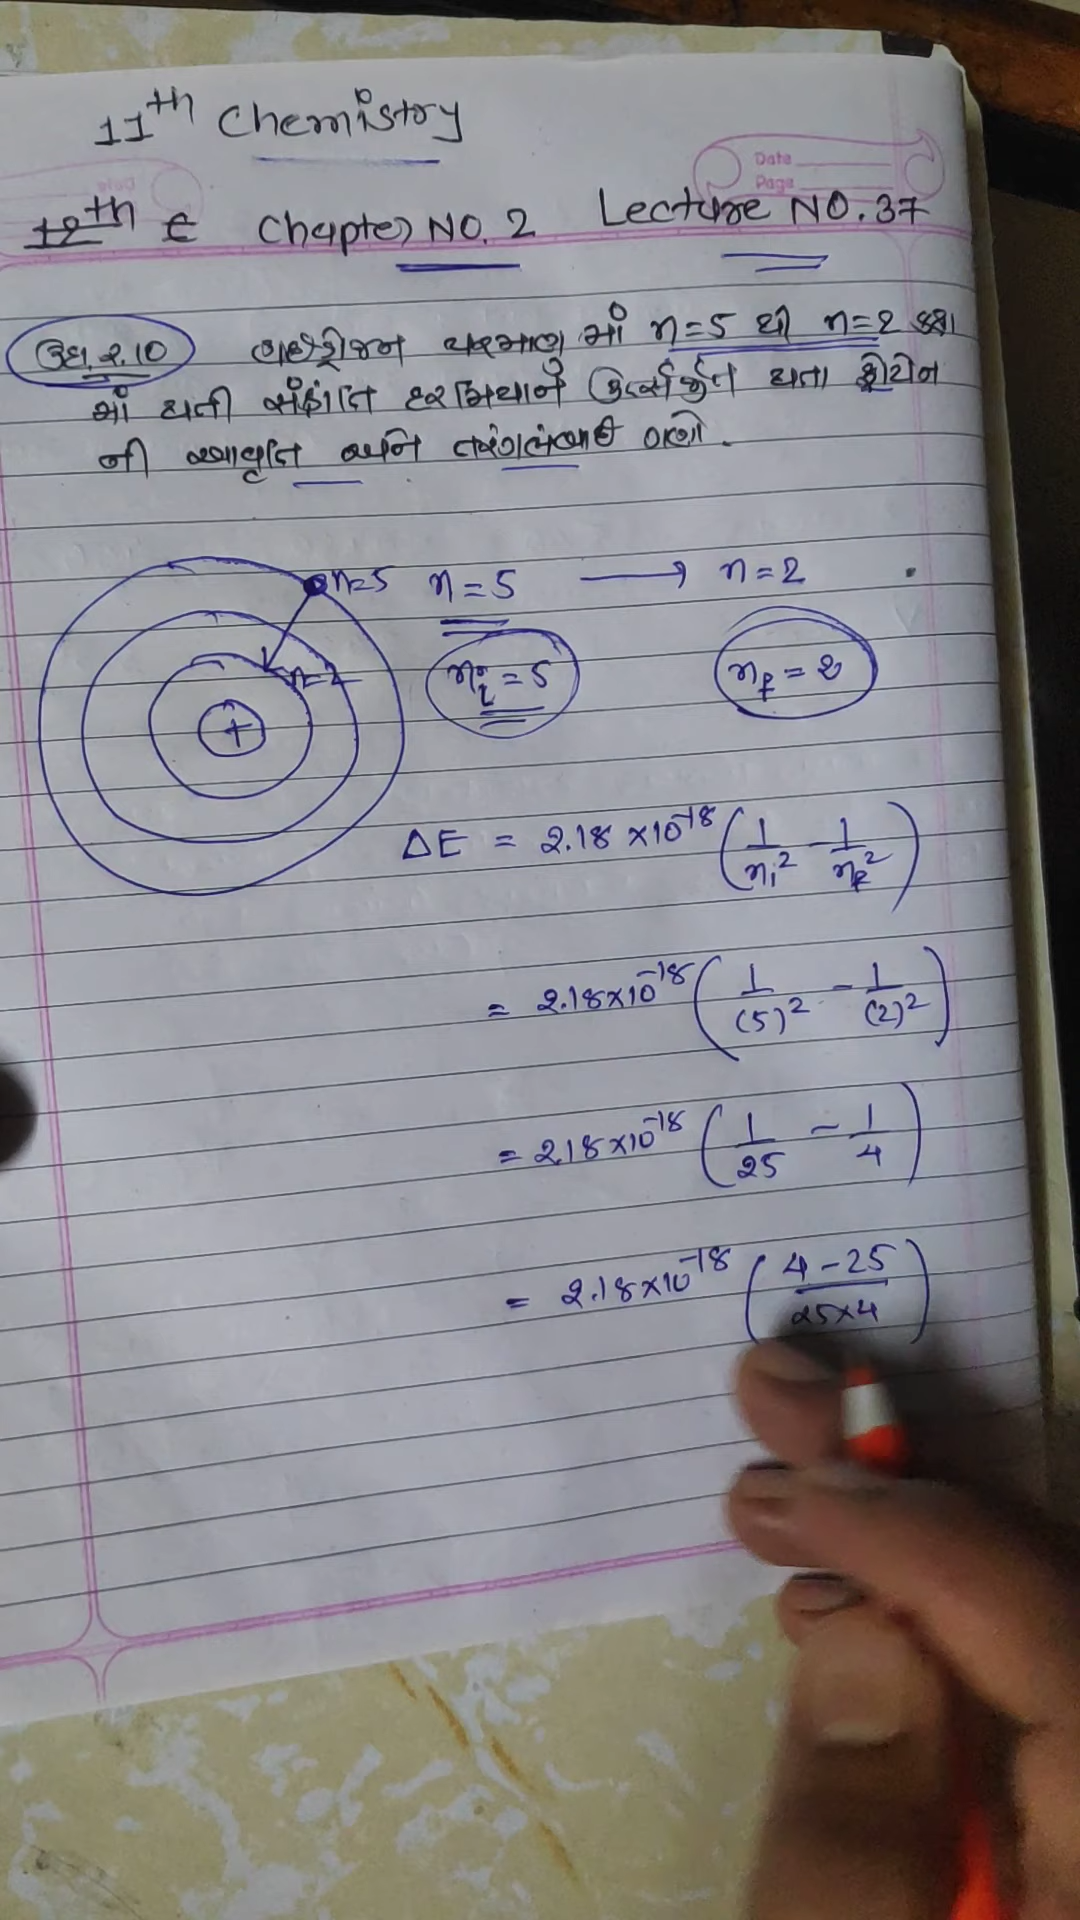 11th Chemistry
Date
Page
12th C Chapter NO. 2 Lecture NO. 37
ઉદા. 2.10 હાઈડ્રોજન પરમાણુ માં n=5 થી n=2 કક્ષા
માં થતી સંક્રાંતિ દરમિયાન ઉત્સર્જીત થતા ફોટોન
ની આવૃત્તિ અને તરંગલંબાઈ ગણો.
n=5 n=5 ⟶ n=2
n=2 nᵢ = 5 n_f = 2
+
ΔE = 2.18 ×10⁻¹⁸ (1/nᵢ² - 1/n_f²)
= 2.18×10⁻¹⁸ (1/(5)² - 1/(2)²)
= 2.18×10⁻¹⁸ (1/25 - 1/4)
= 2.18×10⁻¹⁸ (4-25/25×4)